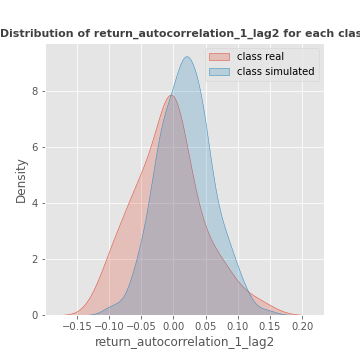 Distribution of return_autocorrelation_1_lag2 for each clas
class real
class simulated
Density
8
6
4
2
0
−0.15 −0.10 −0.05 0.00 0.05 0.10 0.15 0.20
return_autocorrelation_1_lag2